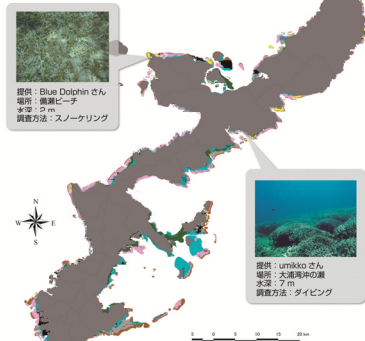 提供：Blue Dolphin さん
場所：備瀬ビーチ
水深：2 m
調査方法：スノーケリング
N
W E
S
提供：umikko さん
場所：大浦湾沖の瀬
水深：7 m
調査方法：ダイビング
0 5 10 15 20 km